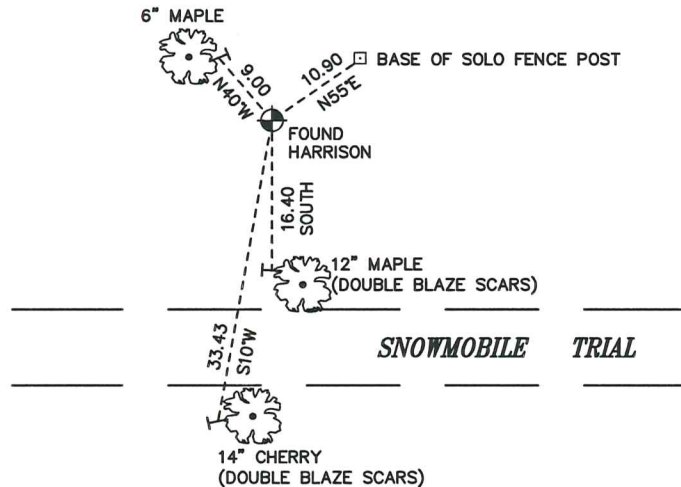 6" MAPLE
9.00
N40°W
10.90
N55°E
BASE OF SOLO FENCE POST
FOUND
HARRISON
16.40
SOUTH
12" MAPLE
(DOUBLE BLAZE SCARS)
33.43
S10°W
SNOWMOBILE TRIAL
14" CHERRY
(DOUBLE BLAZE SCARS)